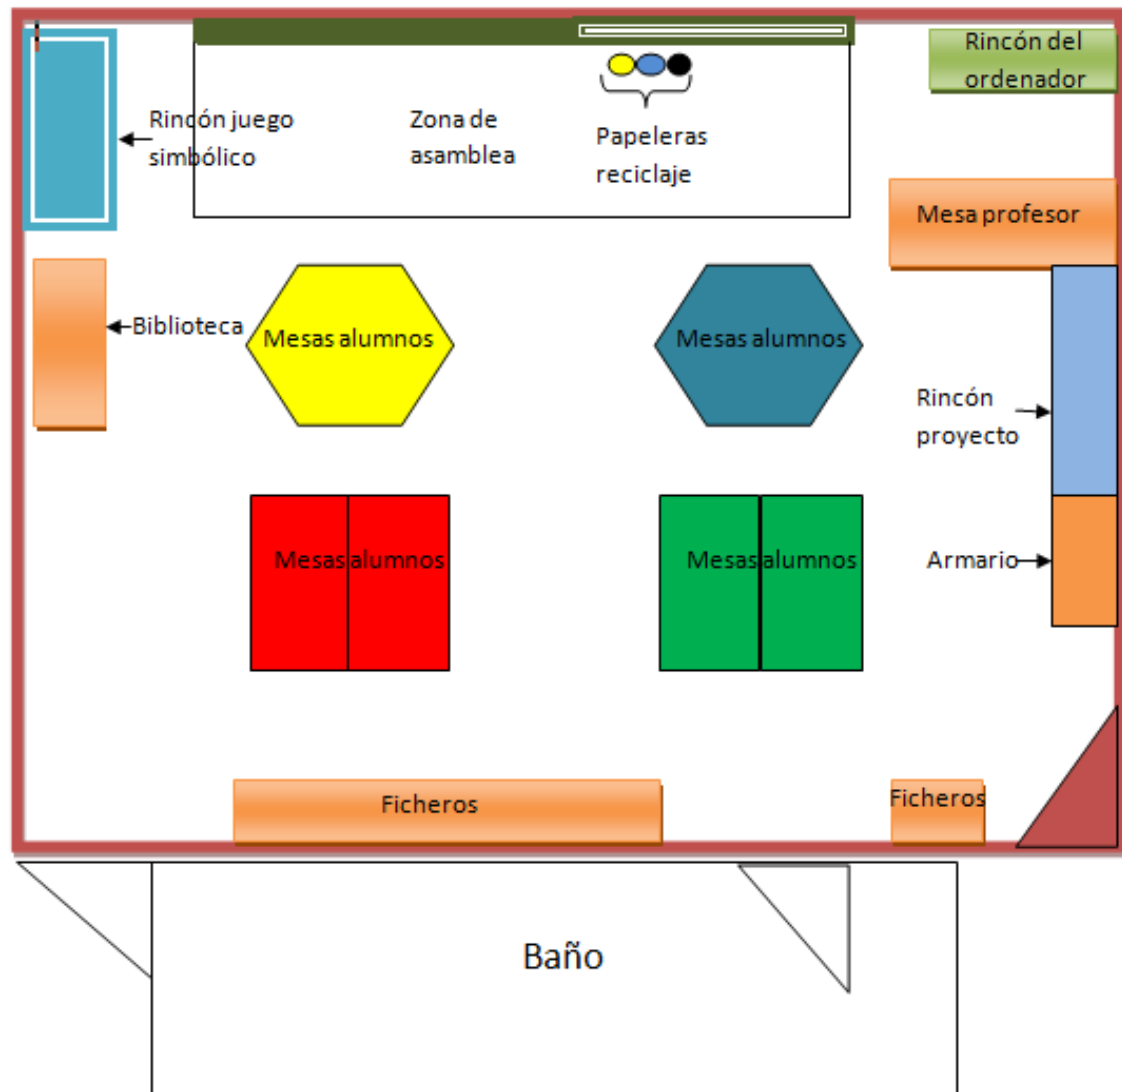 Rincón del
ordenador
Rincón juego
simbólico
Zona de
asamblea
Papeleras
reciclaje
Mesa profesor
Biblioteca
Mesas alumnos
Mesas alumnos
Rincón
proyecto
Mesas alumnos
Mesas alumnos
Armario
Ficheros
Ficheros
Baño